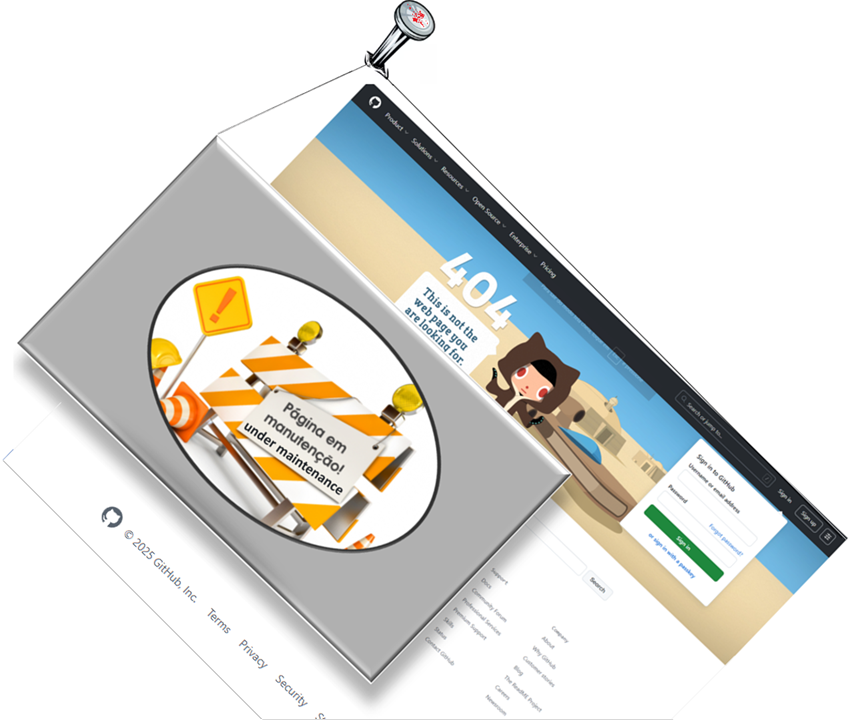 Product
Solutions
Resources
Open Source
Enterprise
Pricing
Search or jump to...
Sign in
Sign up
404
This is not the
web page you
are looking for.
Sign in to GitHub
Username or email address
Password
Forgot password?
Sign in
or sign in with a passkey
Página em
manutenção!
under maintenance
Search
Support
Docs
Community Forum
Professional Services
Premium Support
Skills
Status
Contact GitHub
Company
About
Why GitHub
Customer stories
Blog
The ReadME Project
Careers
Newsroom
© 2025 GitHub, Inc.
Terms
Privacy
Security